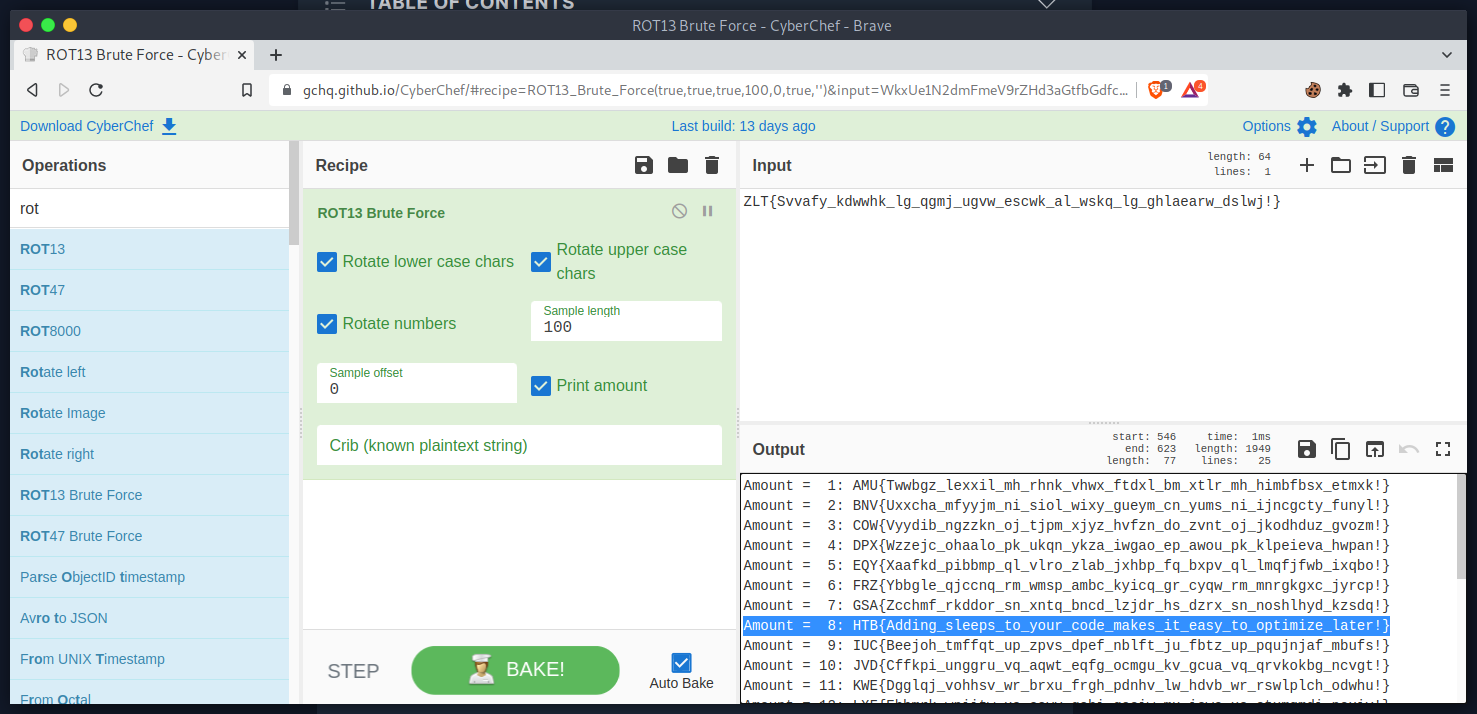 TABLE OF CONTENTS
ROT13 Brute Force - CyberChef - Brave
ROT13 Brute Force - Cyber
gchq.github.io/CyberChef/#recipe=ROT13_Brute_Force(true,true,true,100,0,true,'')&input=WkxUe1N2dmFmeV9rZHd3aGtfbGdfc...
1
4
Download CyberChef
Last build: 13 days ago
Options
About / Support
Operations
rot
ROT13
ROT47
ROT8000
Rotate left
Rotate Image
Rotate right
ROT13 Brute Force
ROT47 Brute Force
Parse ObjectID timestamp
Avro to JSON
From UNIX Timestamp
From Octal
Recipe
ROT13 Brute Force
Rotate lower case chars
Rotate upper case
chars
Rotate numbers
Sample length
100
Sample offset
0
Print amount
Crib (known plaintext string)
STEP
BAKE!
Auto Bake
Input
length: 64
lines: 1
ZLT{Svvafy_kdwwhk_lg_qgmj_ugvw_escwk_al_wskq_lg_ghlaearw_dslwj!}
Output
start: 546 time: 1ms
end: 623 length: 1949
length: 77 lines: 25
Amount =  1: AMU{Twwbgz_lexxil_mh_rhnk_vhwx_ftdxl_bm_xtlr_mh_himbfbsx_etmxk!}
Amount =  2: BNV{Uxxcha_mfyyjm_ni_siol_wixy_gueym_cn_yums_ni_ijncgcty_funyl!}
Amount =  3: COW{Vyydib_ngzzkn_oj_tjpm_xjyz_hvfzn_do_zvnt_oj_jkodhduz_gvozm!}
Amount =  4: DPX{Wzzejc_ohaalo_pk_ukqn_ykza_iwgao_ep_awou_pk_klpeieva_hwpan!}
Amount =  5: EQY{Xaafkd_pibbmp_ql_vlro_zlab_jxhbp_fq_bxpv_ql_lmqfjfwb_ixqbo!}
Amount =  6: FRZ{Ybbgle_qjccnq_rm_wmsp_ambc_kyicq_gr_cyqw_rm_mnrgkgxc_jyrcp!}
Amount =  7: GSA{Zcchmf_rkddor_sn_xntq_bncd_lzjdr_hs_dzrx_sn_noshlhyd_kzsdq!}
Amount =  8: HTB{Adding_sleeps_to_your_code_makes_it_easy_to_optimize_later!}
Amount =  9: IUC{Beejoh_tmffqt_up_zpvs_dpef_nblft_ju_fbtz_up_pqujnjaf_mbufs!}
Amount = 10: JVD{Cffkpi_unggru_vq_aqwt_eqfg_ocmgu_kv_gcua_vq_qrvkokbg_ncvgt!}
Amount = 11: KWE{Dgglqj_vohhsv_wr_brxu_frgh_pdnhv_lw_hdvb_wr_rswlplch_odwhu!}